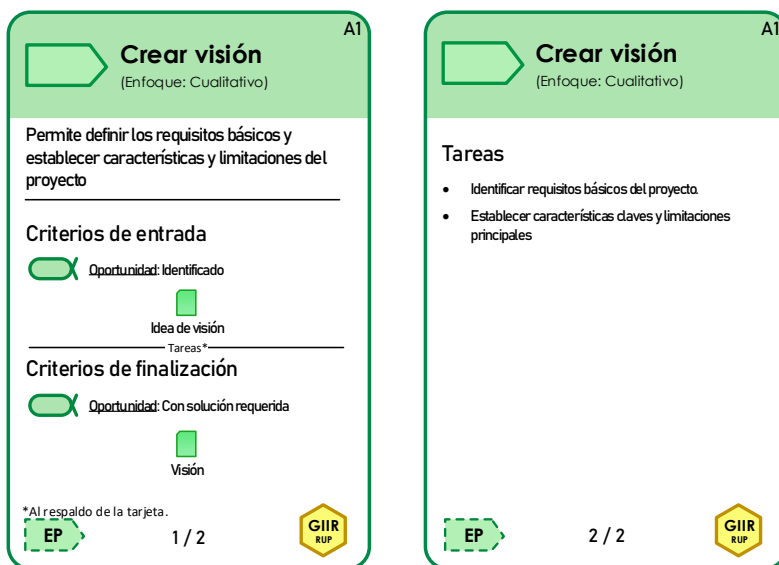 A1
Crear visión
(Enfoque: Cualitativo)
Permite definir los requisitos básicos y
establecer características y limitaciones del
proyecto
Criterios de entrada
Oportunidad: Identificado
Idea de visión
Tareas*
Criterios de finalización
Oportunidad: Con solución requerida
Visión
*Al respaldo de la tarjeta.
EP
1 / 2
GIIR
RUP
A1
Crear visión
(Enfoque: Cualitativo)
Tareas
• Identificar requisitos básicos del proyecto.
• Establecer características claves y limitaciones
principales
EP
2 / 2
GIIR
RUP